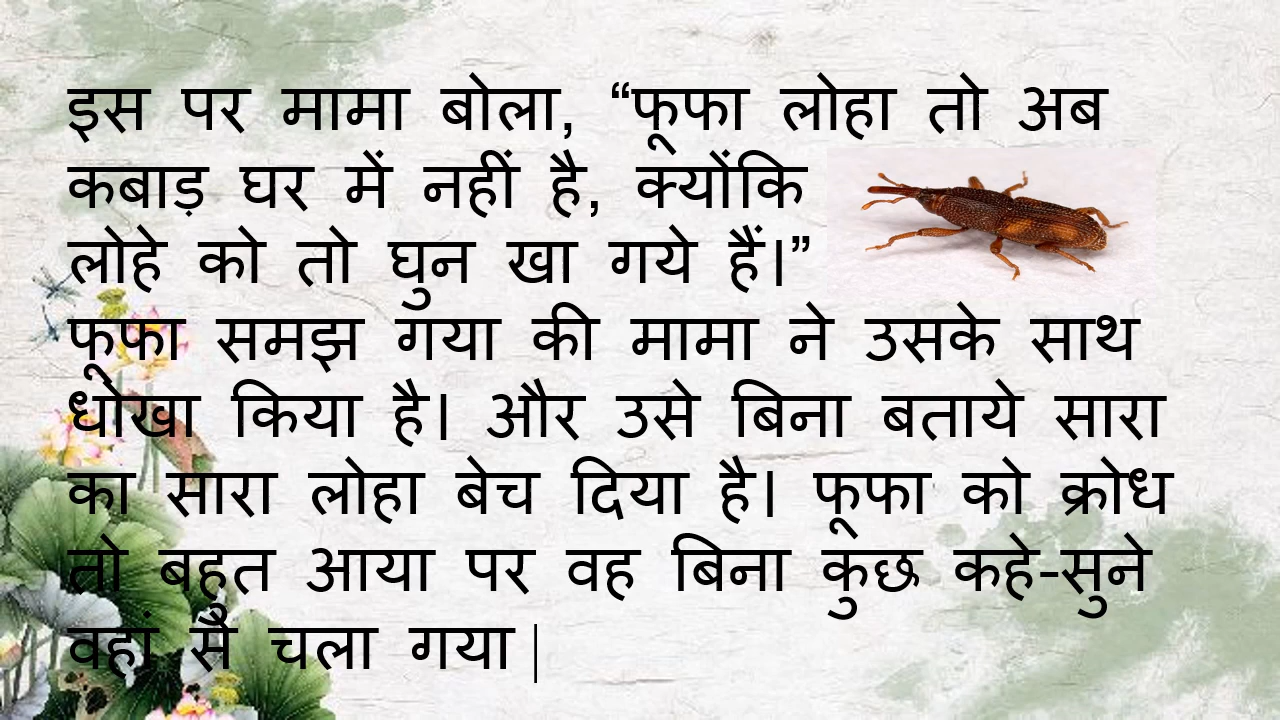 इस पर मामा बोला, “फूफा लोहा तो अब
कबाड़ घर में नहीं है, क्योंकि
लोहे को तो घुन खा गये हैं।”
फूफा समझ गया की मामा ने उसके साथ
धोखा किया है। और उसे बिना बताये सारा
का सारा लोहा बेच दिया है। फूफा को क्रोध
तो बहुत आया पर वह बिना कुछ कहे-सुने
वहां से चला गया |